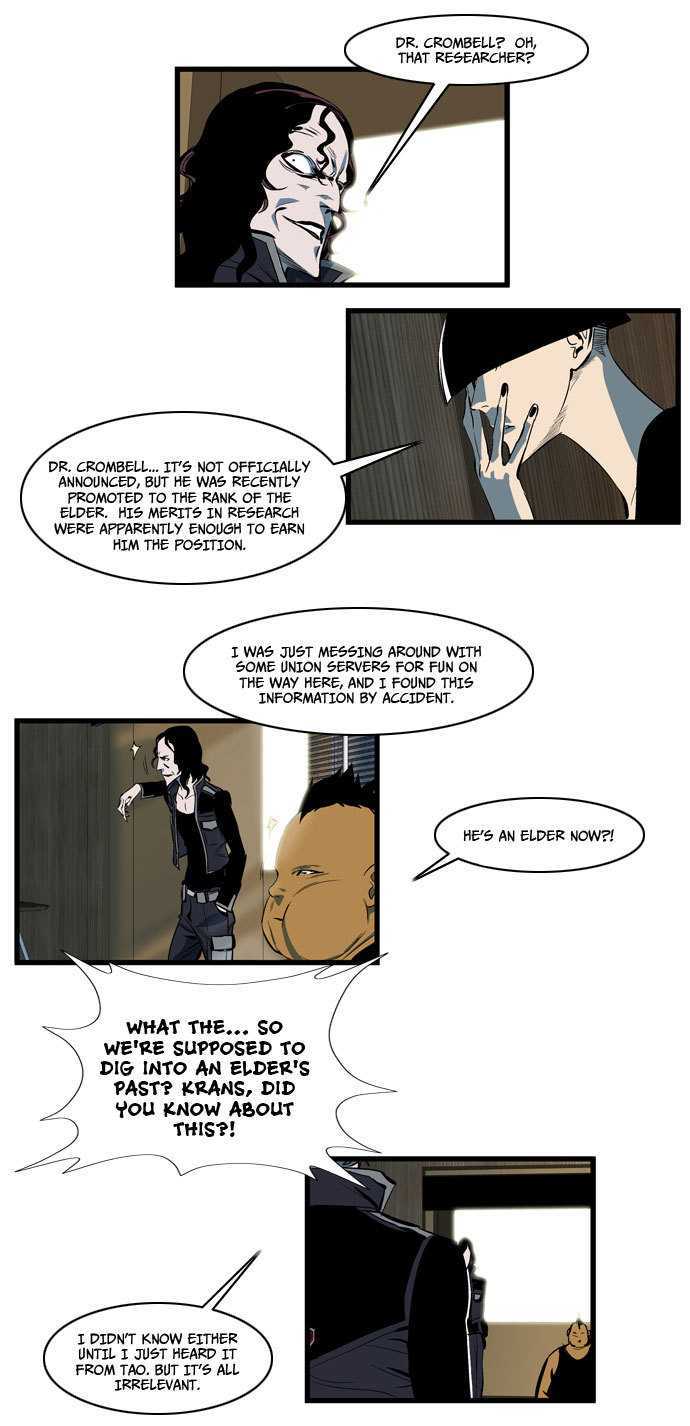 DR. CROMBELL? OH,
THAT RESEARCHER?
DR. CROMBELL... IT'S NOT OFFICIALLY
ANNOUNCED, BUT HE WAS RECENTLY
PROMOTED TO THE RANK OF THE
ELDER. HIS MERITS IN RESEARCH
WERE APPARENTLY ENOUGH TO EARN
HIM THE POSITION.
I WAS JUST MESSING AROUND WITH
SOME UNION SERVERS FOR FUN ON
THE WAY HERE, AND I FOUND THIS
INFORMATION BY ACCIDENT.
HE'S AN ELDER NOW?!
WHAT THE... SO
WE'RE SUPPOSED TO
DIG INTO AN ELDER'S
PAST? KRANS, DID
YOU KNOW ABOUT
THIS?!
I DIDN'T KNOW EITHER
UNTIL I JUST HEARD IT
FROM TAO. BUT IT'S ALL
IRRELEVANT.